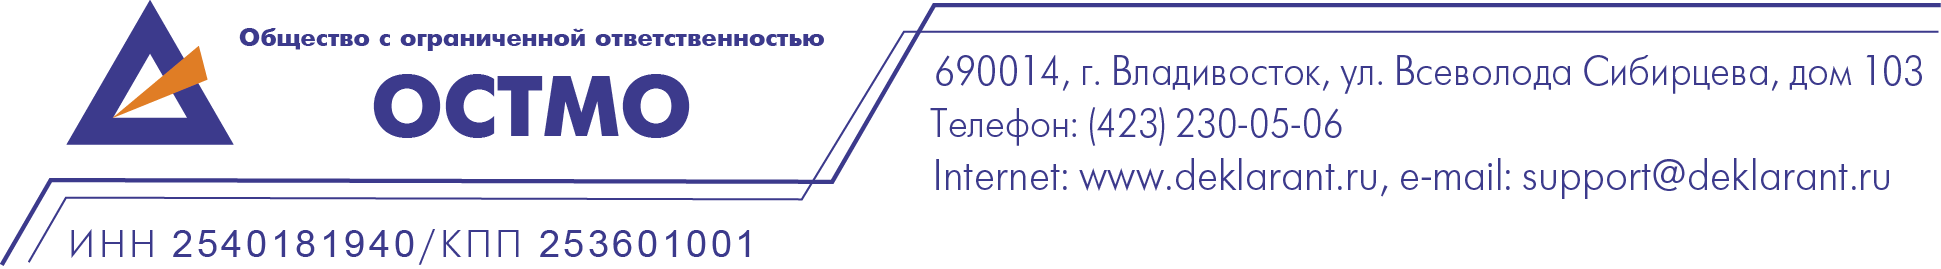 Общество с ограниченной ответственностью
ОСТМО
ИНН 2540181940/КПП 253601001
690014, г. Владивосток, ул. Всеволода Сибирцева, дом 103
Телефон: (423) 230-05-06
Internet: www.deklarant.ru, e-mail: support@deklarant.ru